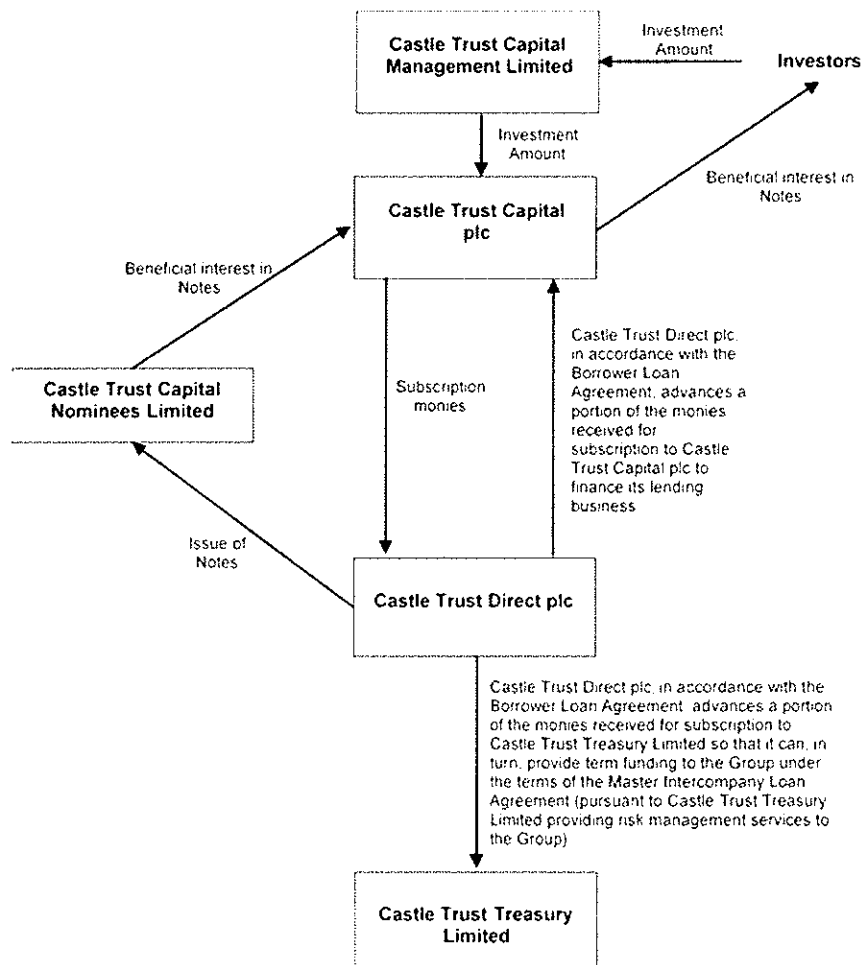 Castle Trust Capital
Management Limited
Investment
Amount
Investors
Investment
Amount
Beneficial interest in
Notes
Castle Trust Capital
plc
Beneficial interest in
Notes
Castle Trust Capital
Nominees Limited
Subscription
monies
Castle Trust Direct plc,
in accordance with the
Borrower Loan
Agreement, advances a
portion of the monies
received for
subscription to Castle
Trust Capital plc to
finance its lending
business
Issue of
Notes
Castle Trust Direct plc
Castle Trust Direct plc, in accordance with the
Borrower Loan Agreement, advances a portion
of the monies received for subscription to
Castle Trust Treasury Limited so that it can, in
turn, provide term funding to the Group under
the terms of the Master Intercompany Loan
Agreement (pursuant to Castle Trust Treasury
Limited providing risk management services to
the Group)
Castle Trust Treasury
Limited